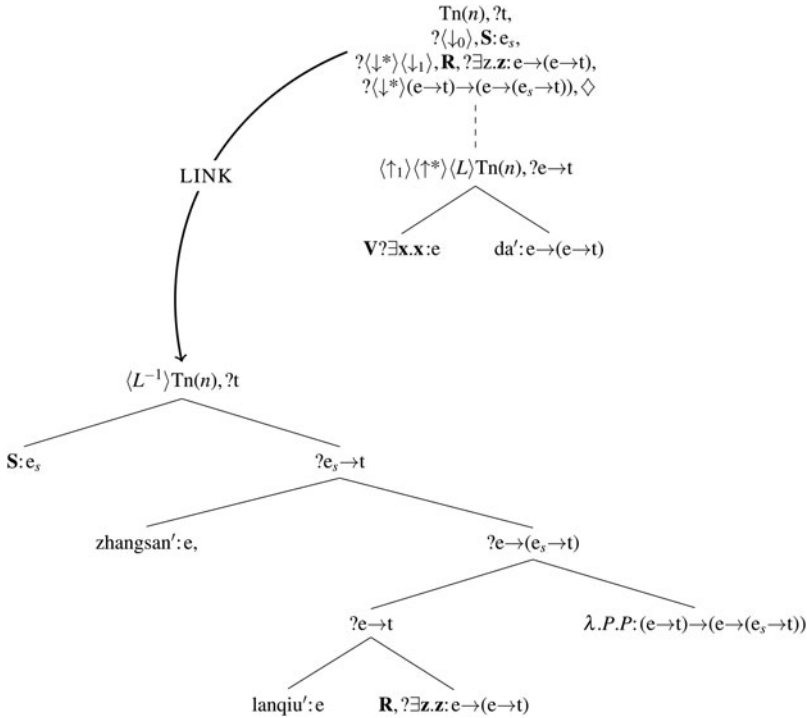 Tn(n), ?t,
?⟨↓₀⟩, S:eₛ,
?⟨↓*⟩⟨↓₁⟩, R, ?∃z.z:e→(e→t),
?⟨↓*⟩(e→t)→(e→(eₛ→t)), ◇
LINK
⟨↑₁⟩⟨↑*⟩⟨L⟩Tn(n), ?e→t
V?∃x.x:e
da′:e→(e→t)
⟨L⁻¹⟩Tn(n), ?t
S:eₛ
?eₛ→t
zhangsan′:e,
?e→(eₛ→t)
?e→t
λ.P.P:(e→t)→(e→(eₛ→t))
lanqiu′:e
R, ?∃z.z:e→(e→t)